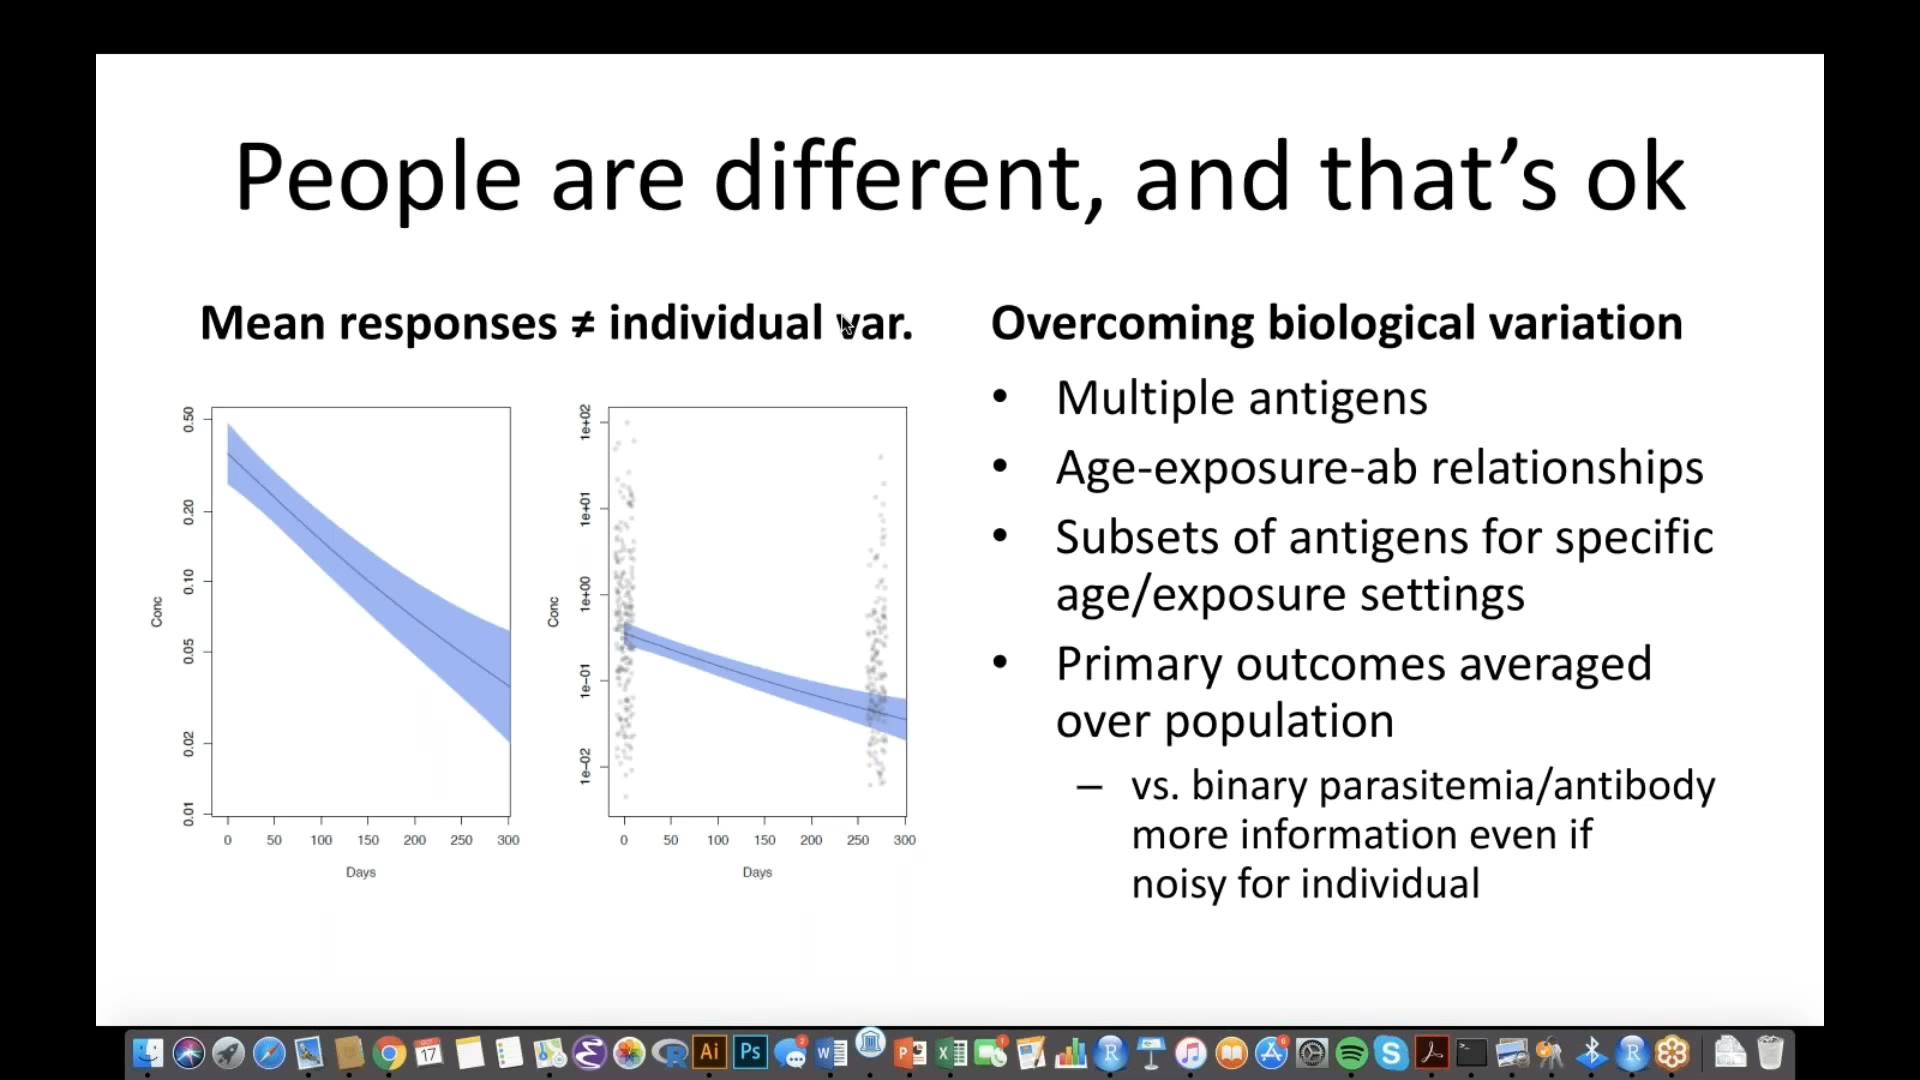 People are different, and that's ok
Mean responses ≠ individual var.
0.50
0.20
0.10
0.05
0.02
0.01
Conc
0 50 100 150 200 250 300
Days
1e+02
1e+01
1e+00
1e−01
1e−02
Conc
0 50 100 150 200 250 300
Days
Overcoming biological variation
• Multiple antigens
• Age-exposure-ab relationships
• Subsets of antigens for specific
age/exposure settings
• Primary outcomes averaged
over population
– vs. binary parasitemia/antibody
more information even if
noisy for individual
17
Ai
Ps